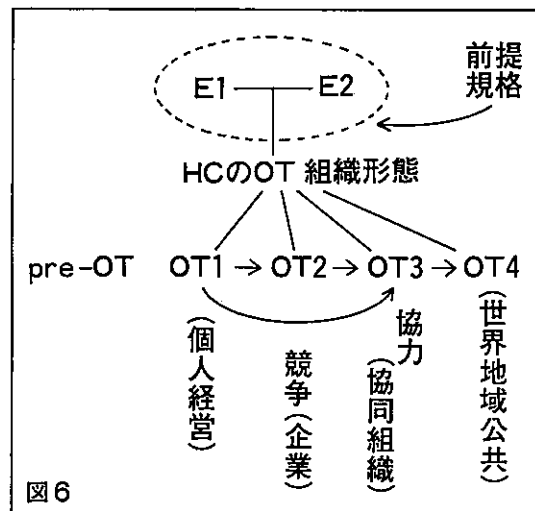 E1 E2
前提
規格
HCのOT 組織形態
pre-OT OT1→OT2→OT3→OT4
(個人経営)
競争(企業)
協力
(協同組織)
(世界地域公共)
図6